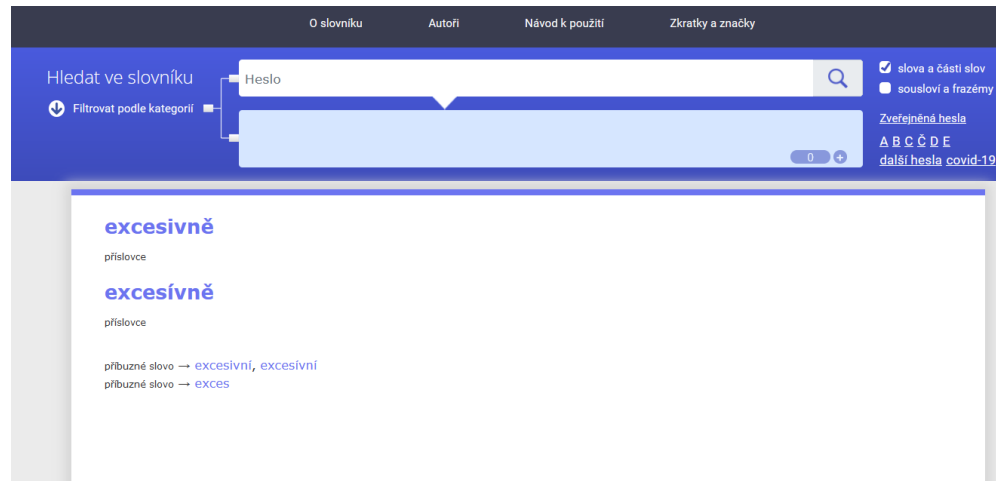 O slovníku Autoři Návod k použití Zkratky a značky
Hledat ve slovníku
Filtrovat podle kategorií
Heslo
0 +
slova a části slov
sousloví a frazémy
Zveřejněná hesla
A B C Č D E
další hesla covid-19
excesivně
příslovce
excesívně
příslovce
příbuzné slovo → excesivní, excesívní
příbuzné slovo → exces